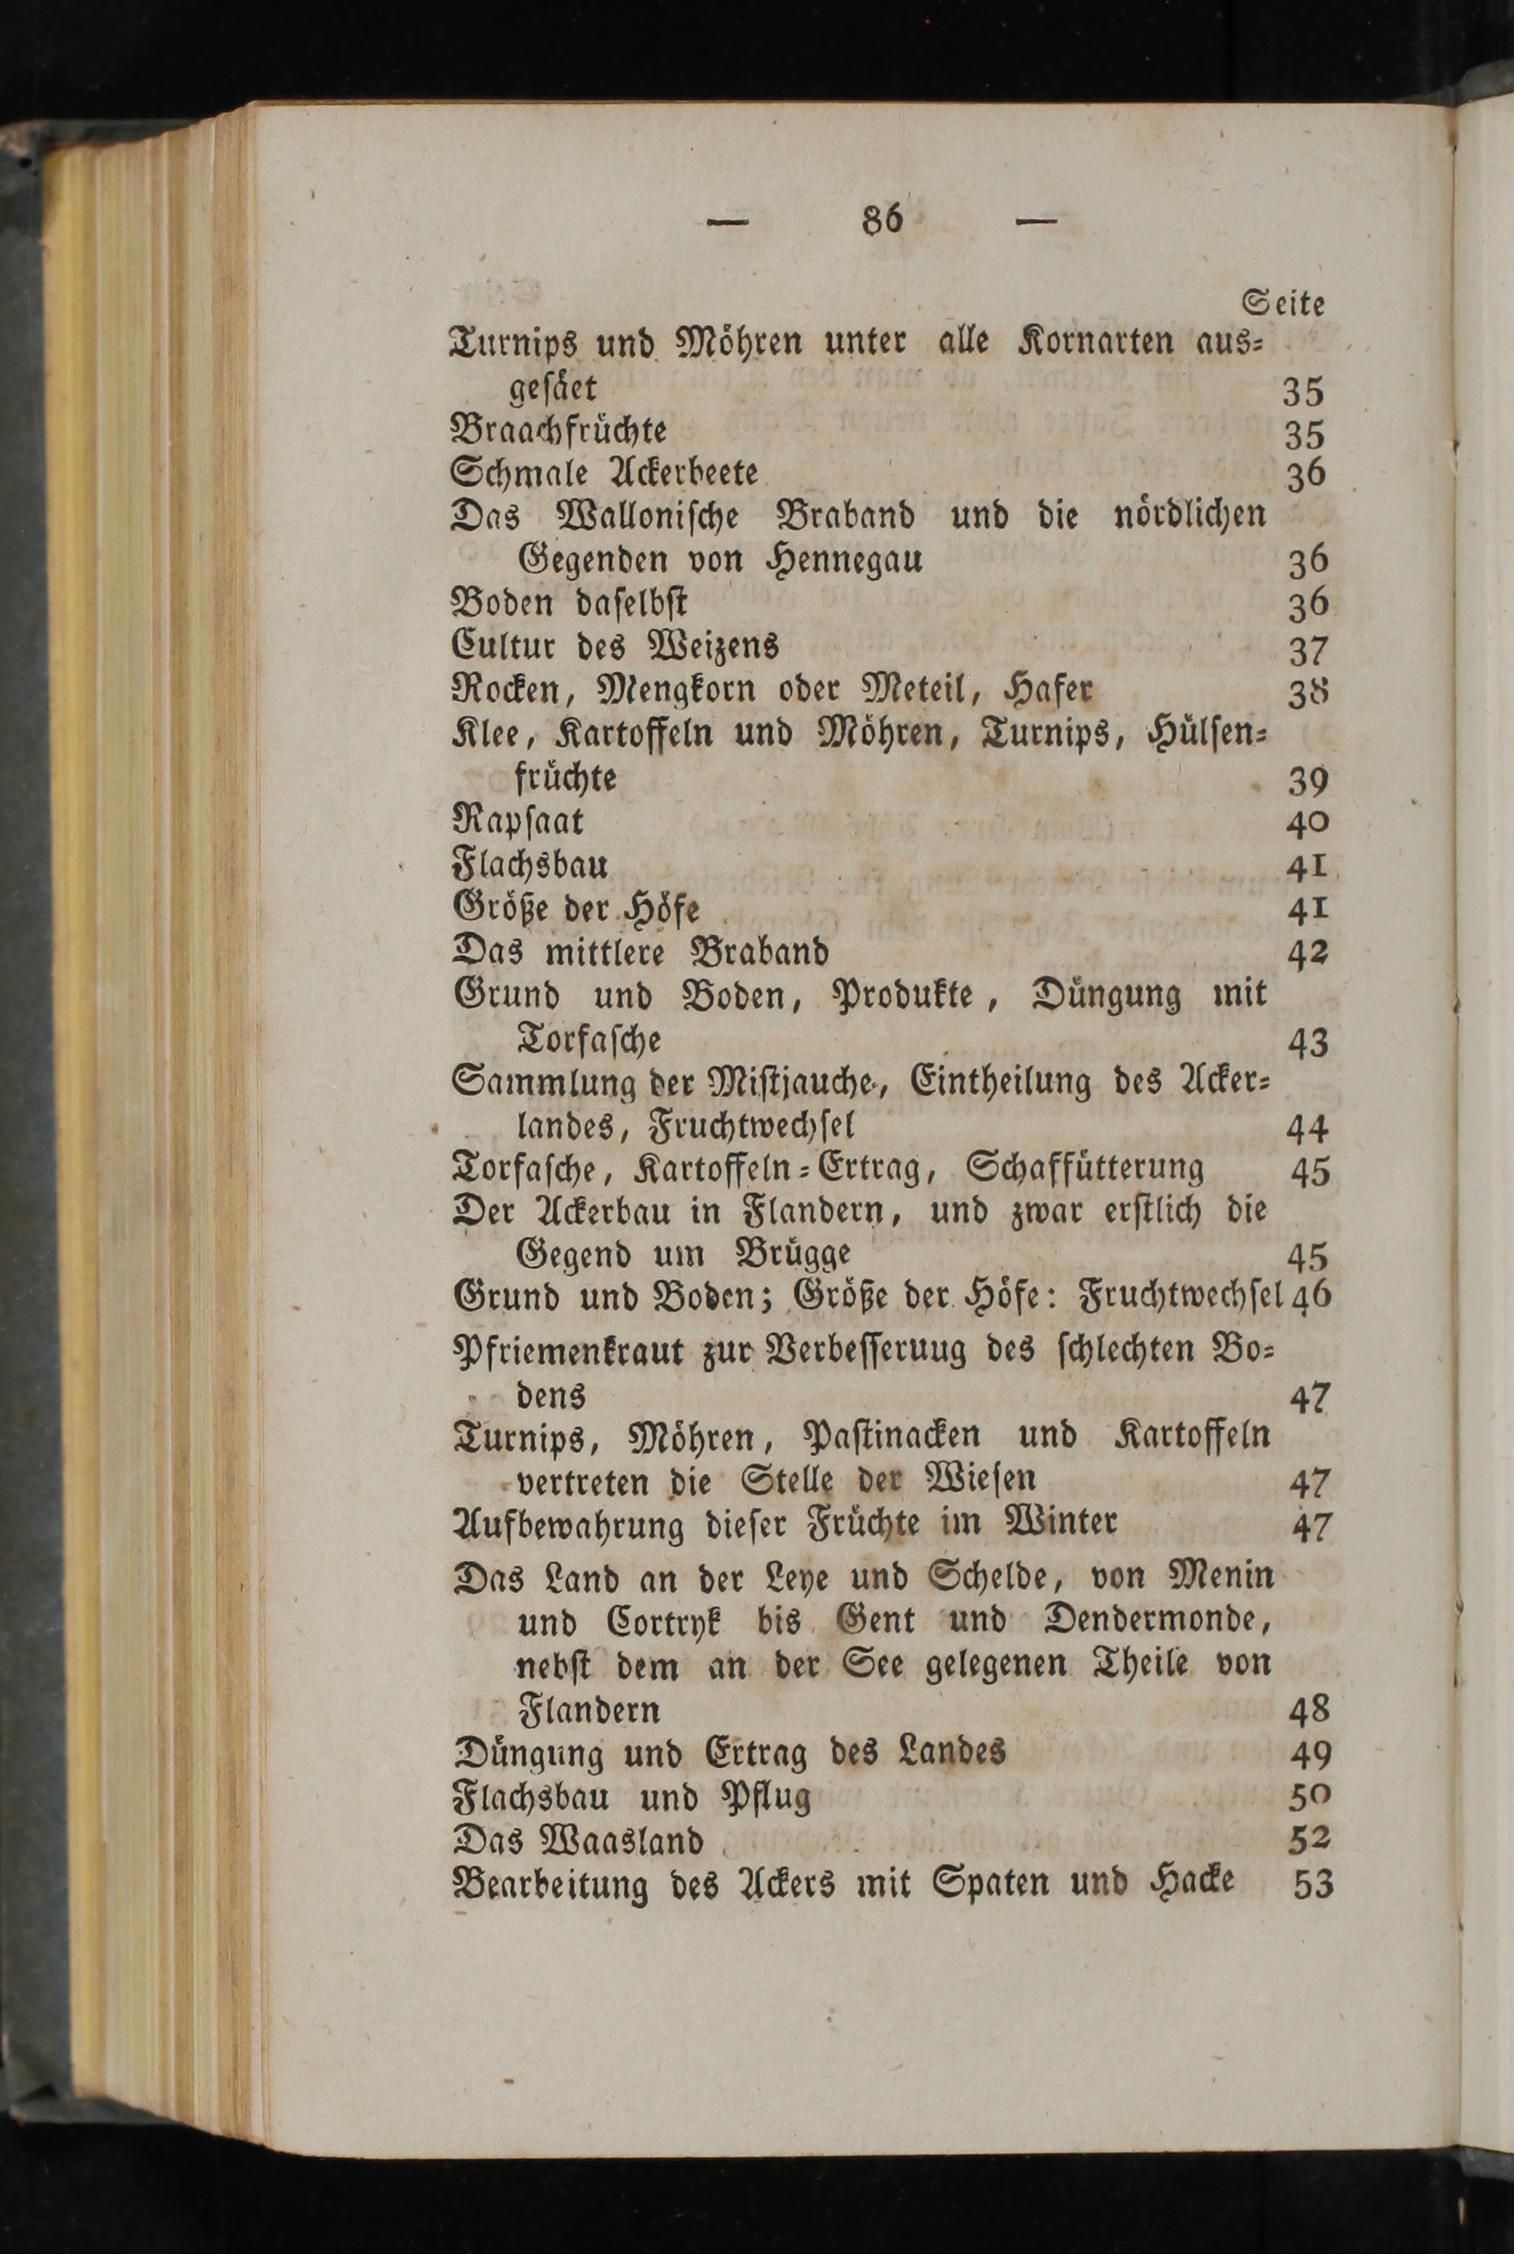 — 86 —
Seite
Turnips und Möhren unter alle Kornarten aus=
gesäet 35
Braachfrüchte 35
Schmale Ackerbeete 36
Das Wallonische Braband und die nördlichen
Gegenden von Hennegau 36
Boden daselbst 36
Cultur des Weizens 37
Rocken, Mengkorn oder Meteil, Hafer 38
Klee, Kartoffeln und Möhren, Turnips, Hülsen=
früchte 39
Rapsaat 40
Flachsbau 41
Größe der Höfe 41
Das mittlere Braband 42
Grund und Boden, Produkte, Düngung mit
Torfasche 43
Sammlung der Mistjauche, Eintheilung des Acker=
landes, Fruchtwechsel 44
Torfasche, Kartoffeln=Ertrag, Schaffütterung 45
Der Ackerbau in Flandern, und zwar erstlich die
Gegend um Brügge 45
Grund und Boden; Größe der Höfe: Fruchtwechsel 46
Pfriemenkraut zur Verbesseruug des schlechten Bo=
dens 47
Turnips, Möhren, Pastinacken und Kartoffeln
vertreten die Stelle der Wiesen 47
Aufbewahrung dieser Früchte im Winter 47
Das Land an der Leye und Schelde, von Menin
und Cortryk bis Gent und Dendermonde,
nebst dem an der See gelegenen Theile von
Flandern 48
Düngung und Ertrag des Landes 49
Flachsbau und Pflug 50
Das Waasland 52
Bearbeitung des Ackers mit Spaten und Hacke 53